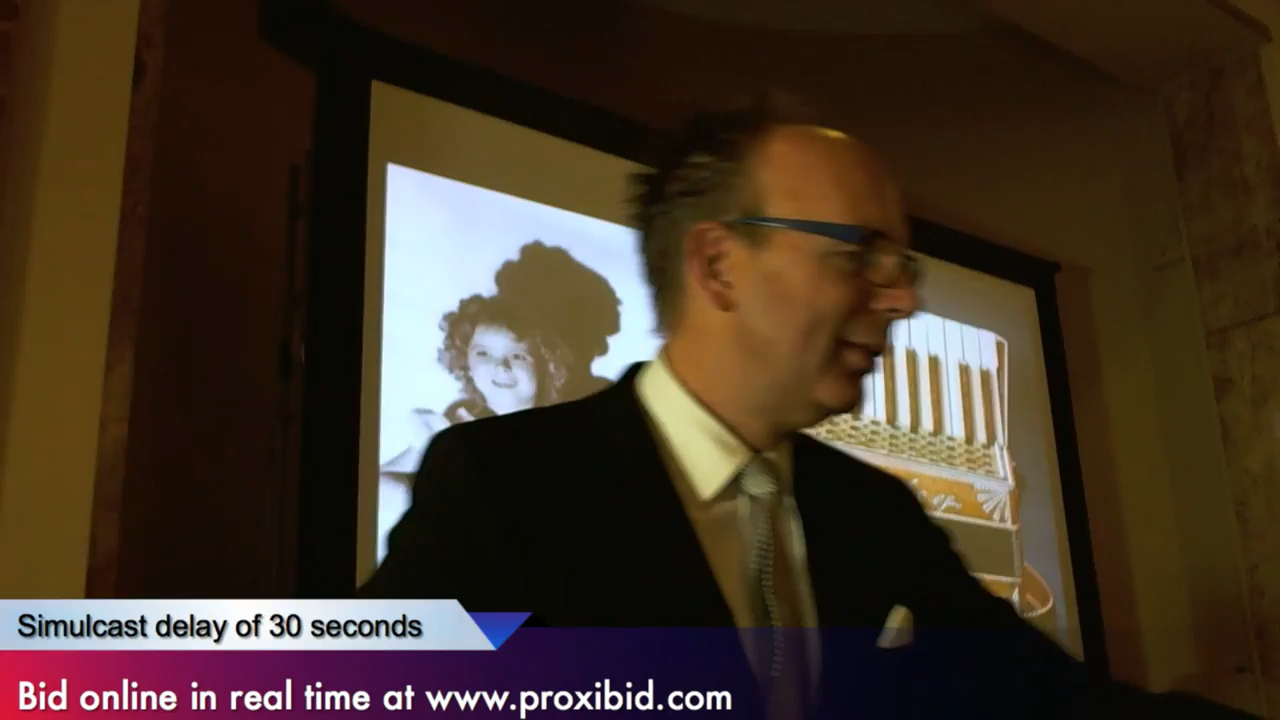 Simulcast delay of 30 seconds
Bid online in real time at www.proxibid.com